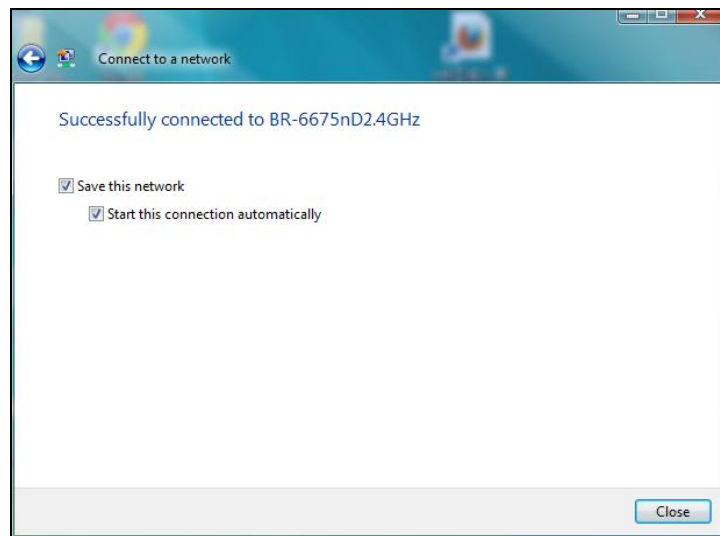 Connect to a network
Successfully connected to BR-6675nD2.4GHz
Save this network
Start this connection automatically
Close